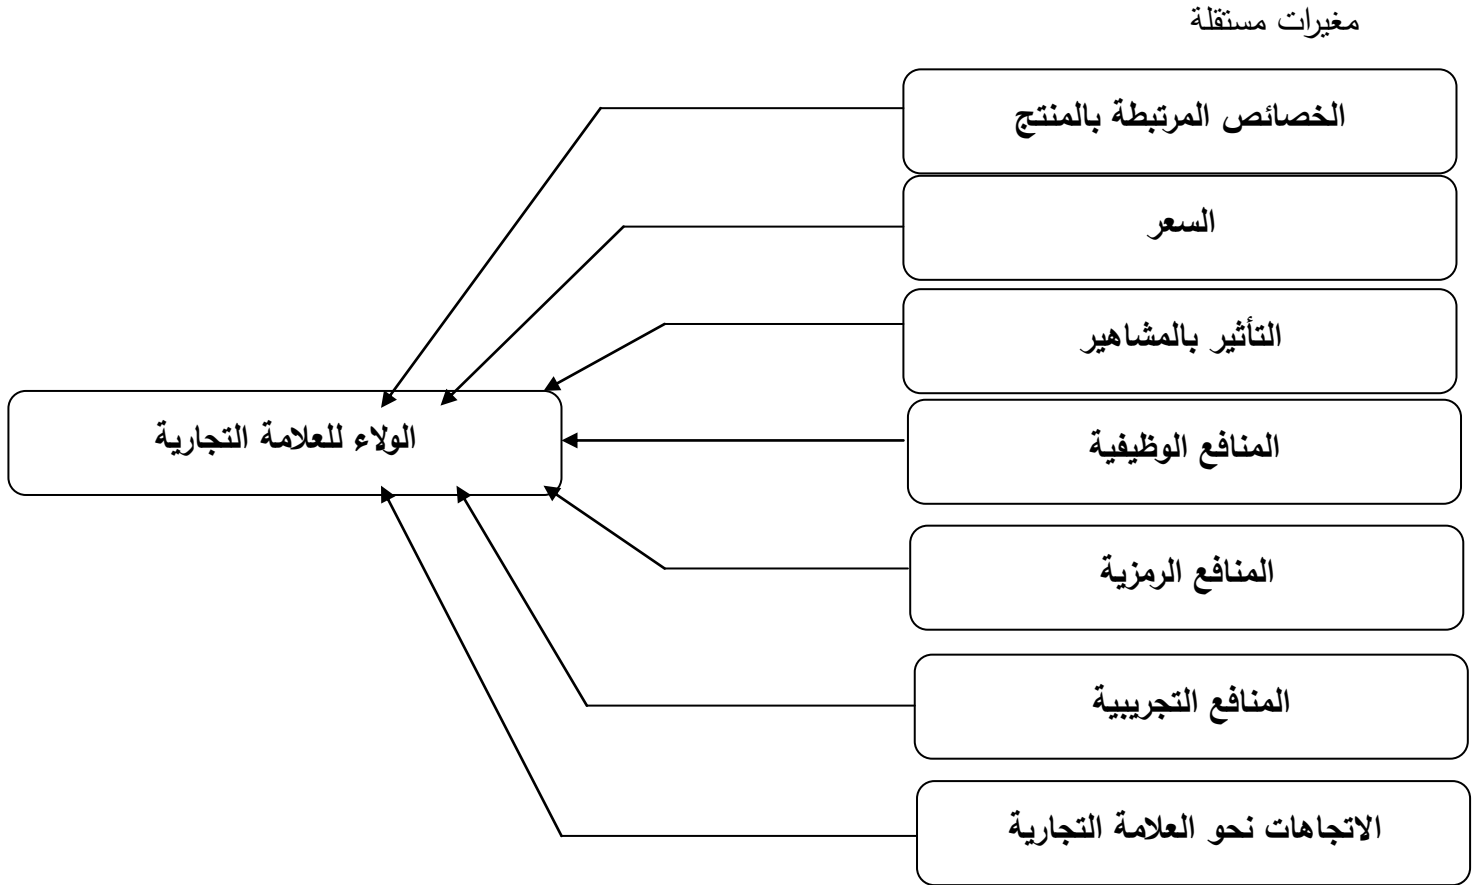 مغيرات مستقلة
الخصائص المرتبطة بالمنتج
السعر
التأثير بالمشاهير
المنافع الوظيفية
الولاء للعلامة التجارية
المنافع الرمزية
المنافع التجريبية
الاتجاهات نحو العلامة التجارية